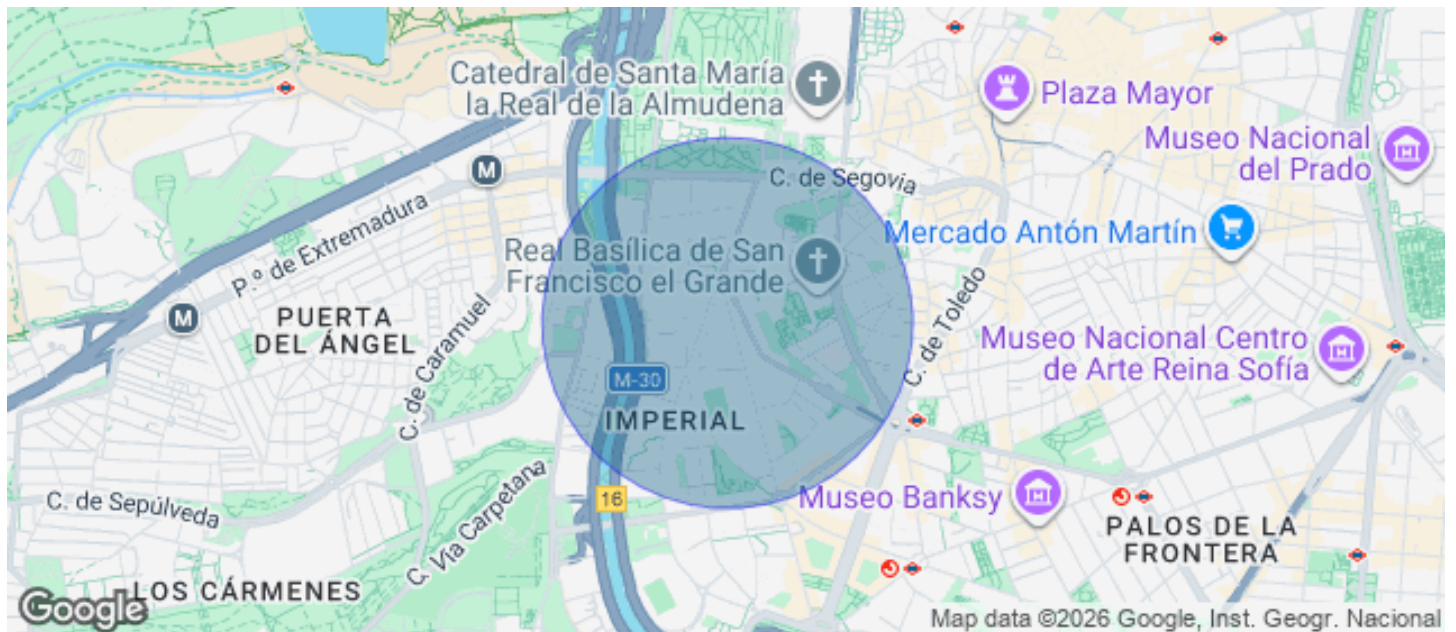 Catedral de Santa María
la Real de la Almudena
Plaza Mayor
Museo Nacional
del Prado
M
C. de Segovia
P.º de Extremadura
Real Basílica de San
Francisco el Grande
Mercado Antón Martín
M
PUERTA
DEL ÁNGEL
C. de Caramuel
C. de Toledo
Museo Nacional Centro
de Arte Reina Sofía
M-30
IMPERIAL
C. Vía Carpetana
16
Museo Banksy
C. de Sepúlveda
PALOS DE LA
FRONTERA
LOS CÁRMENES
Google
Map data ©2026 Google, Inst. Geogr. Nacional